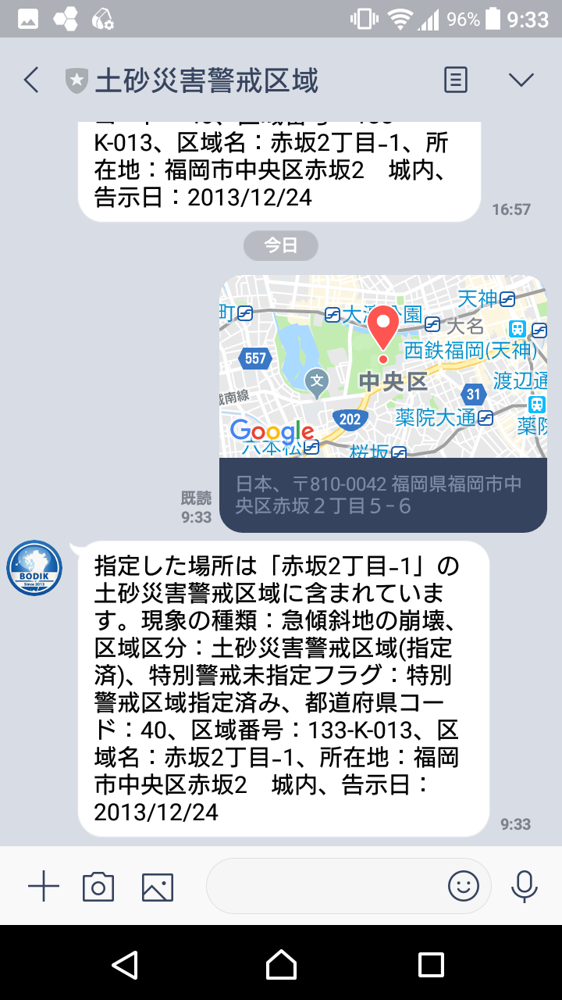 96% 9:33
土砂災害警戒区域
K-013、区域名：赤坂2丁目-1、所
在地：福岡市中央区赤坂2　城内、
告示日：2013/12/24
16:57
今日
天神
町
公園
大名
557
西鉄福岡(天神)
中央区
渡辺通
城南線
31
202
薬院大通
薬院
Google
六本松
桜坂
日本、〒810-0042 福岡県福岡市中
央区赤坂２丁目５−６
既読
9:33
BODIK
Since 2013
指定した場所は「赤坂2丁目-1」の
土砂災害警戒区域に含まれていま
す。現象の種類：急傾斜地の崩壊、
区域区分：土砂災害警戒区域(指定
済)、特別警戒未指定フラグ：特別
警戒区域指定済み、都道府県コー
ド：40、区域番号：133-K-013、区
域名：赤坂2丁目-1、所在地：福岡
市中央区赤坂2　城内、告示日：
2013/12/24
9:33